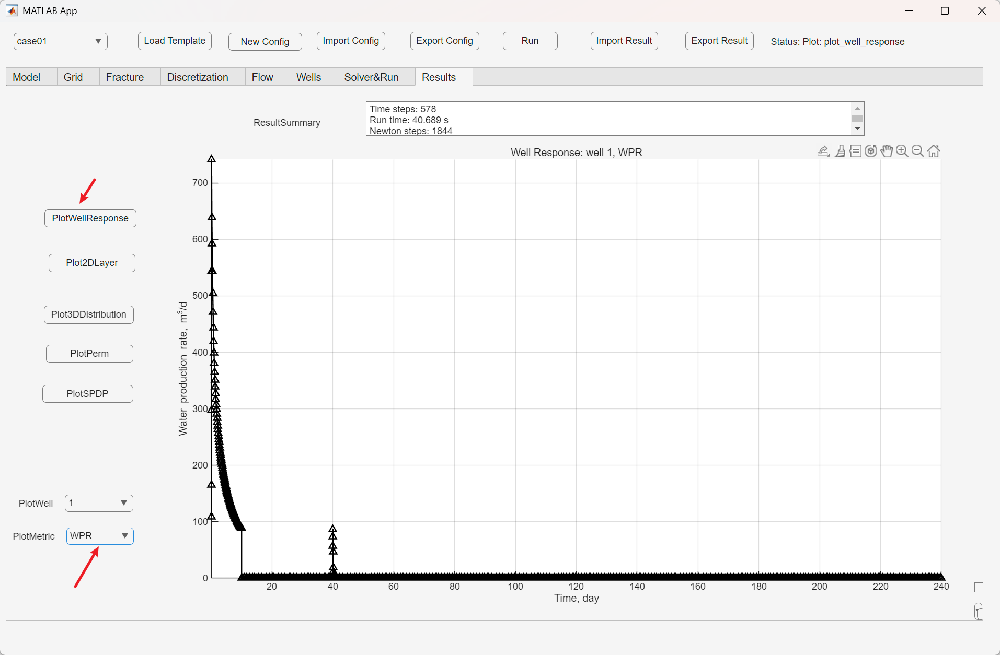 MATLAB App
case01
Load Template
New Config
Import Config
Export Config
Run
Import Result
Export Result
Status: Plot: plot_well_response
Model
Grid
Fracture
Discretization
Flow
Wells
Solver&Run
Results
ResultSummary
Time steps: 578
Run time: 40.689 s
Newton steps: 1844
Well Response: well 1, WPR
PlotWellResponse
Plot2DLayer
Plot3DDistribution
PlotPerm
PlotSPDP
PlotWell
1
PlotMetric
WPR
Water production rate, m³/d
700
600
500
400
300
200
100
0
20
40
60
80
100
120
140
160
180
200
220
240
Time, day